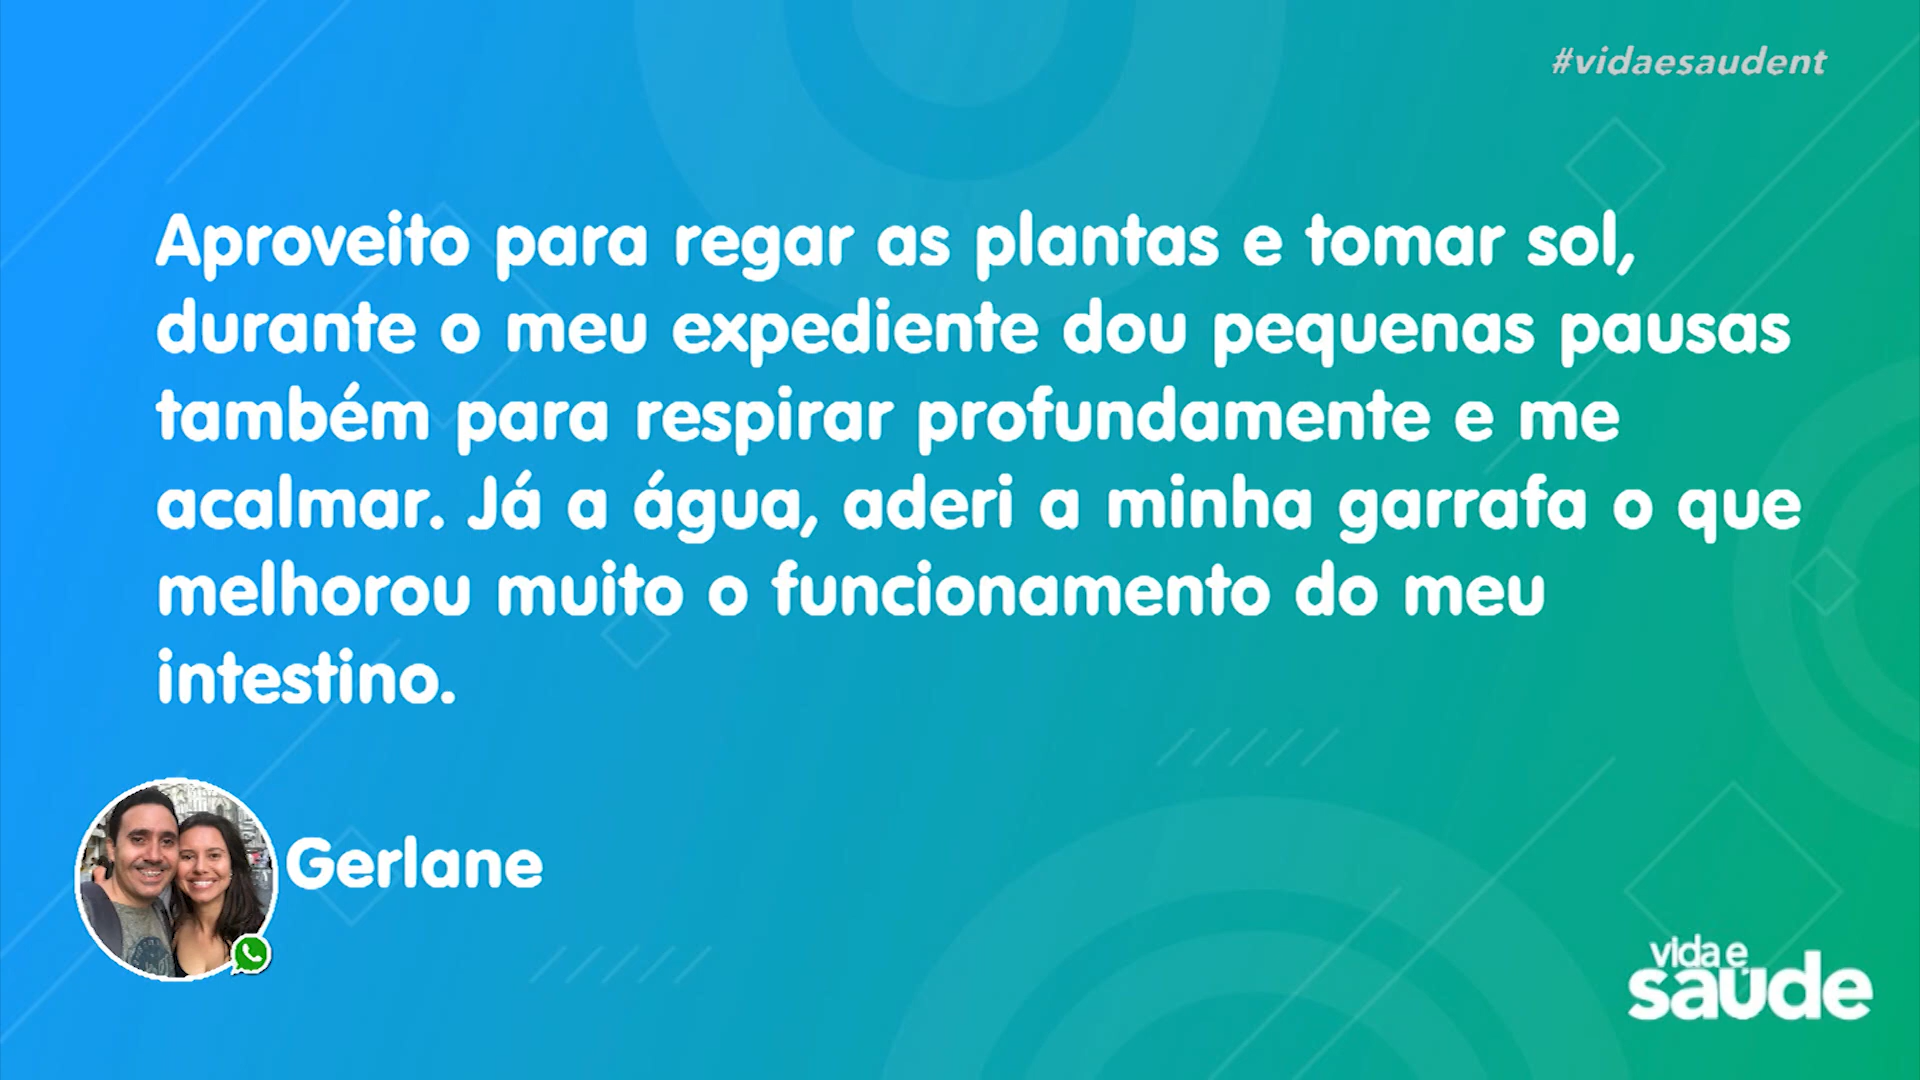 #vidaesaudent
Aproveito para regar as plantas e tomar sol,
durante o meu expediente dou pequenas pausas
também para respirar profundamente e me
acalmar. Já a água, aderi a minha garrafa o que
melhorou muito o funcionamento do meu
intestino.
Gerlane
vida e
saúde